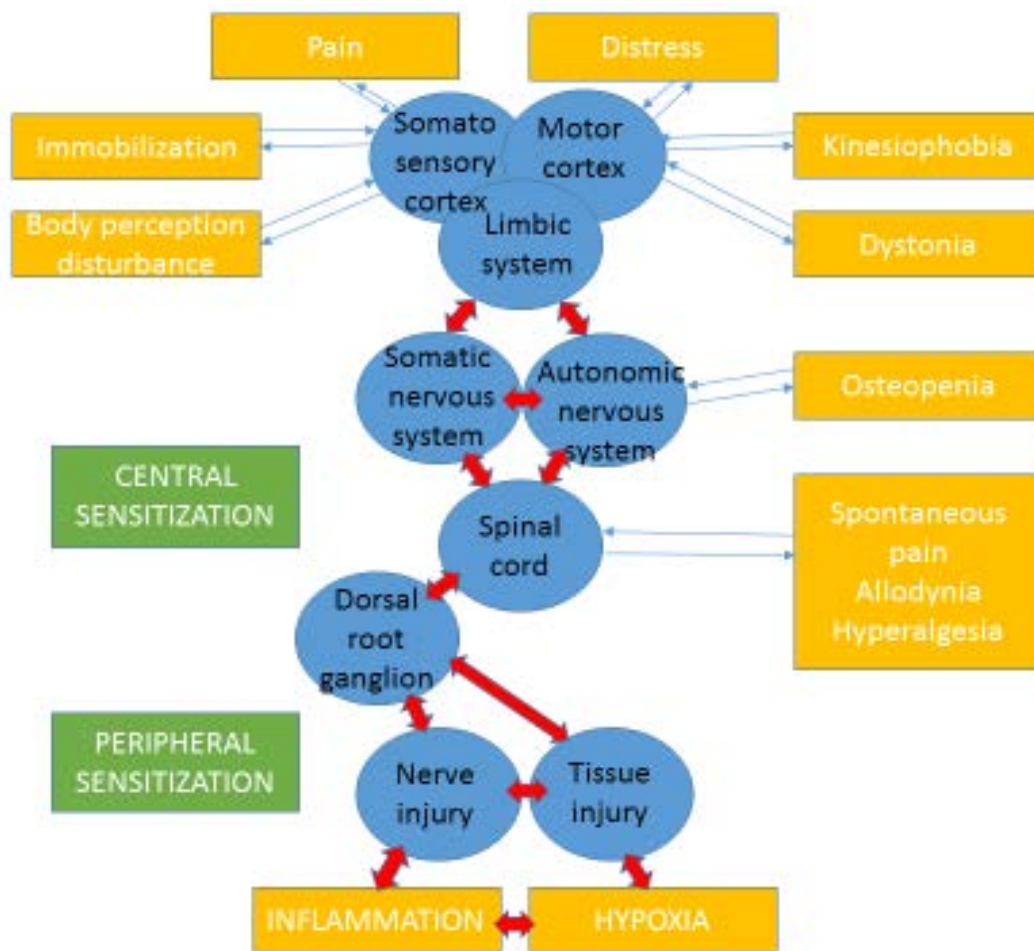 Pain
Distress
Somato
sensory
cortex
Motor
cortex
Immobilization
Kinesiophobia
Body perception
disturbance
Limbic
system
Dystonia
Somatic
nervous
system
Autonomic
nervous
system
Osteopenia
CENTRAL
SENSITIZATION
Spinal
cord
Spontaneous
pain
Allodynia
Hyperalgesia
Dorsal
root
ganglion
PERIPHERAL
SENSITIZATION
Nerve
injury
Tissue
injury
INFLAMMATION
HYPOXIA